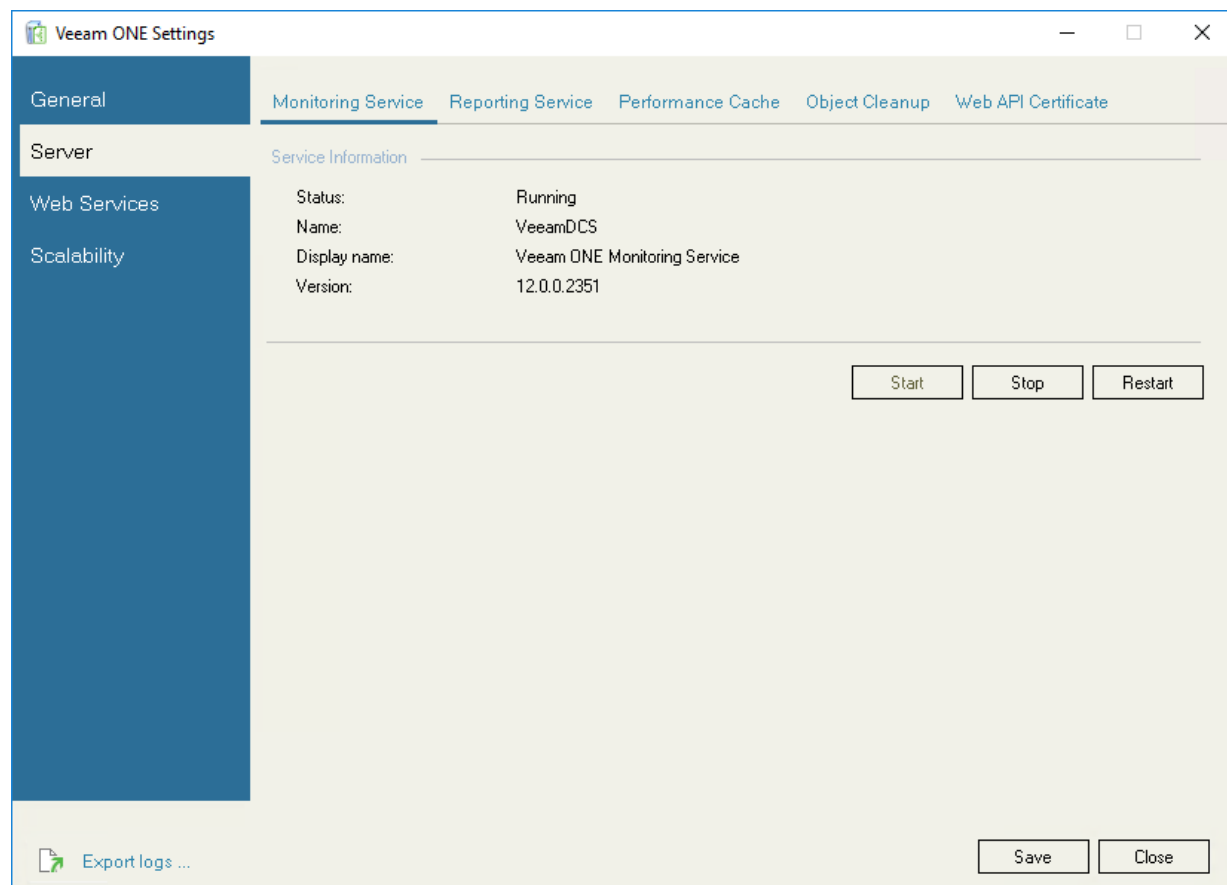 Veeam ONE Settings
General
Server
Web Services
Scalability
Monitoring Service Reporting Service Performance Cache Object Cleanup Web API Certificate
Service Information
Status: Running
Name: VeeamDCS
Display name: Veeam ONE Monitoring Service
Version: 12.0.0.2351
Start Stop Restart
Export logs ...
Save Close